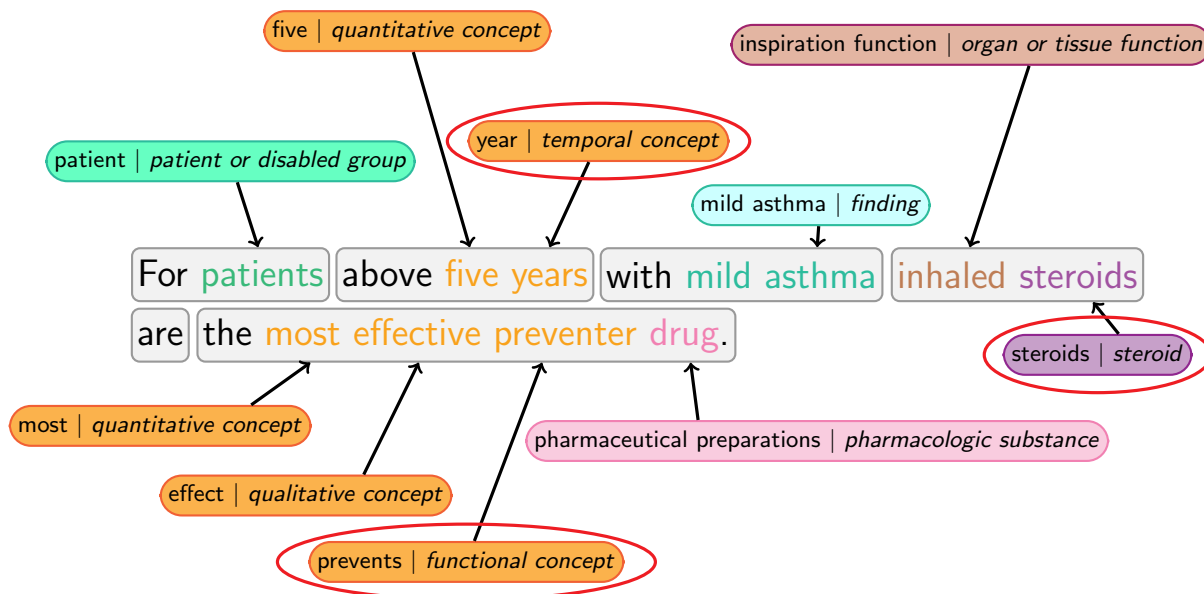 five | quantitative concept
inspiration function | organ or tissue function
year | temporal concept
patient | patient or disabled group
mild asthma | finding
For patients above five years with mild asthma inhaled steroids
are the most effective preventer drug.
steroids | steroid
most | quantitative concept
pharmaceutical preparations | pharmacologic substance
effect | qualitative concept
prevents | functional concept